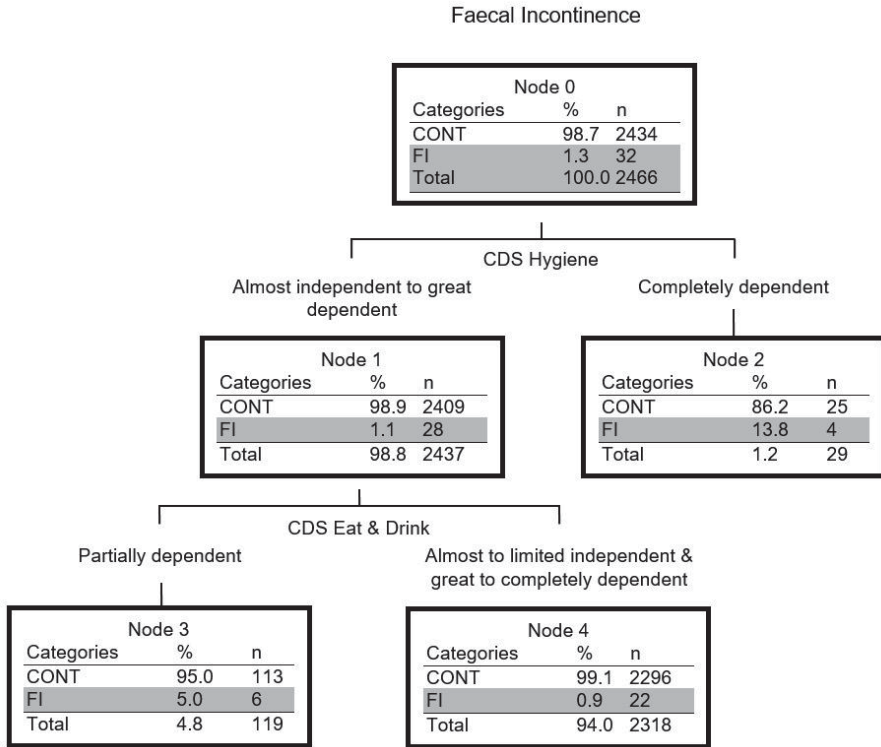 Faecal Incontinence
Node 0
Categories % n
CONT 98.7 2434
FI 1.3 32
Total 100.0 2466
CDS Hygiene
Almost independent to great
dependent
Completely dependent
Node 1
Categories % n
CONT 98.9 2409
FI 1.1 28
Total 98.8 2437
Node 2
Categories % n
CONT 86.2 25
FI 13.8 4
Total 1.2 29
CDS Eat & Drink
Partially dependent
Almost to limited independent &
great to completely dependent
Node 3
Categories % n
CONT 95.0 113
FI 5.0 6
Total 4.8 119
Node 4
Categories % n
CONT 99.1 2296
FI 0.9 22
Total 94.0 2318